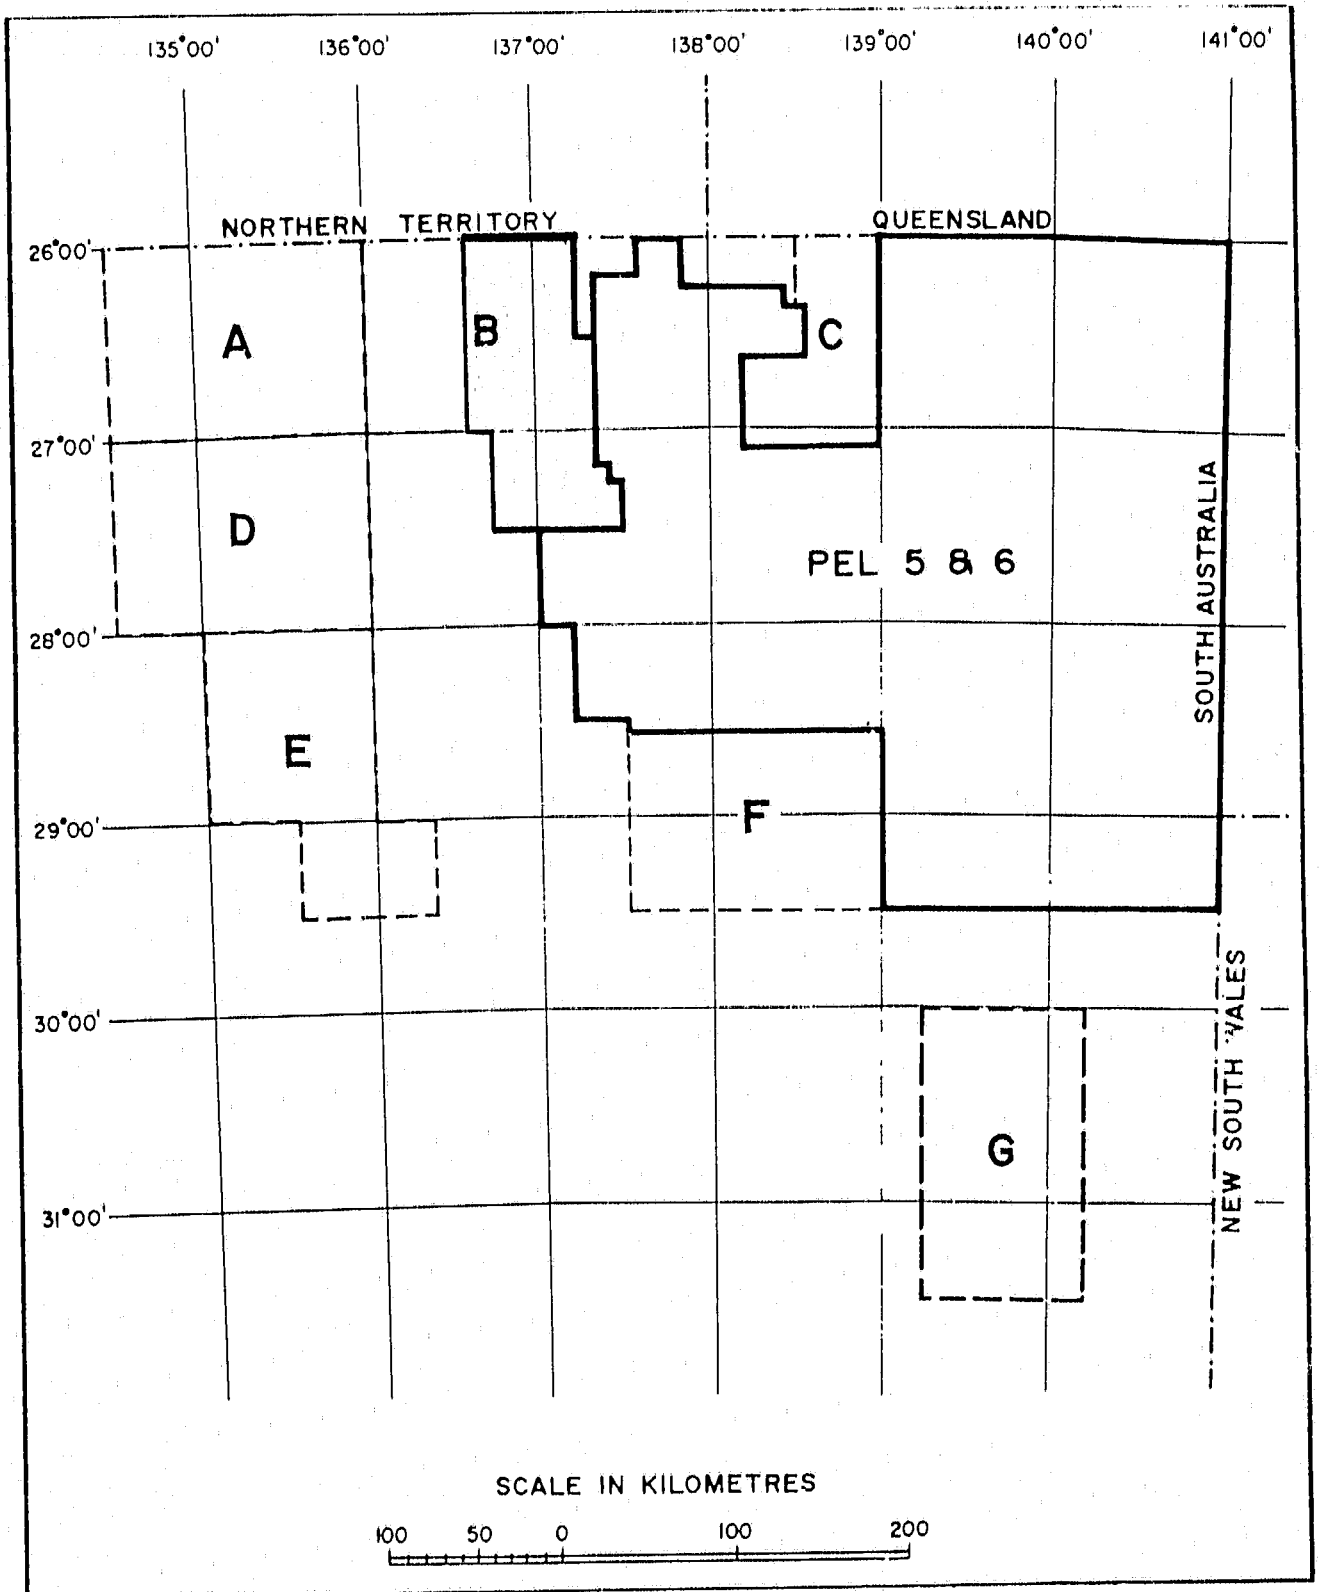 135°00' 136°00' 137°00' 138°00' 139°00' 140°00' 141°00'
NORTHERN TERRITORY QUEENSLAND
26°00'
A B C
27°00'
D
PEL 5 & 6
SOUTH AUSTRALIA
28°00'
E
F
29°00'
30°00'
NEW SOUTH WALES
G
31°00'
SCALE IN KILOMETRES
100 50 0 100 200